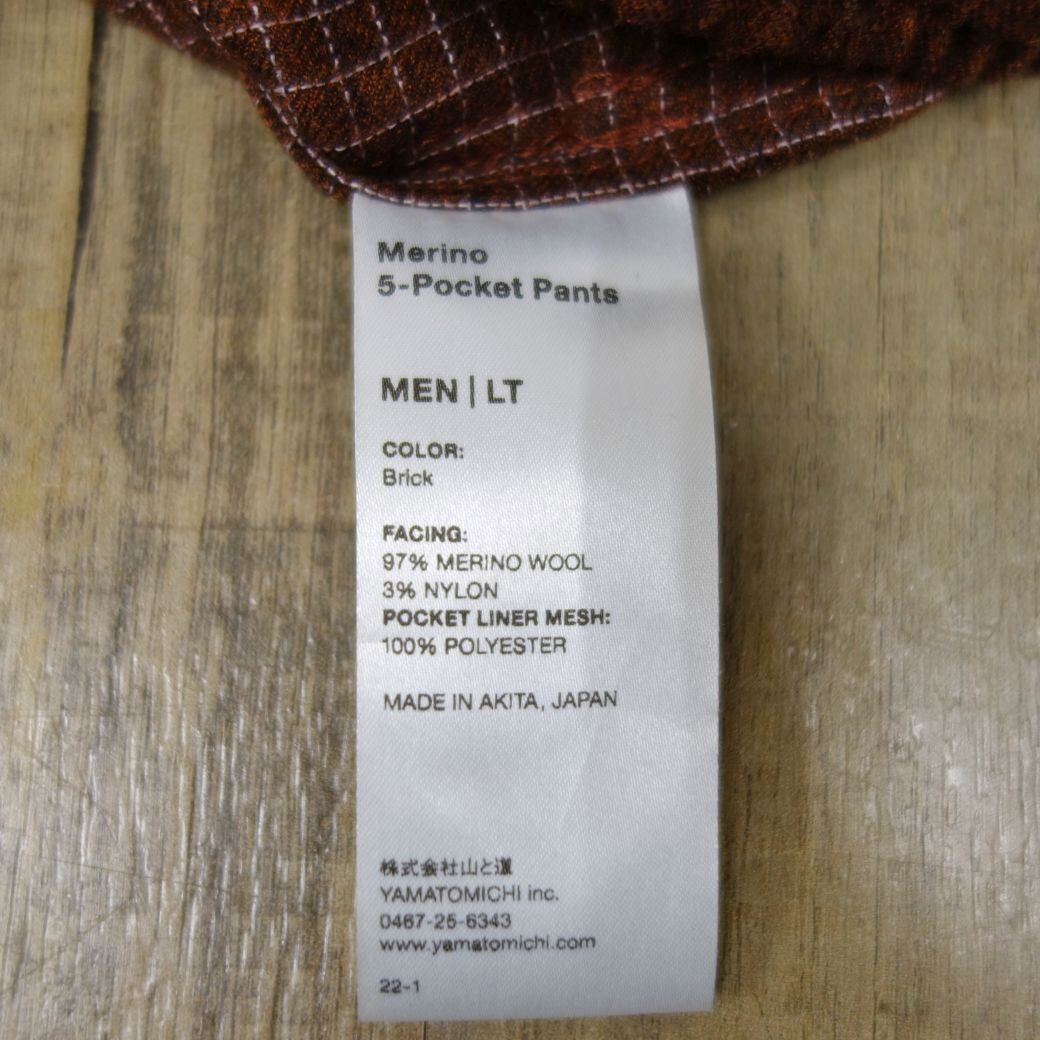 Merino
5-Pocket Pants
MEN | LT
COLOR:
Brick
FACING:
97% MERINO WOOL
3% NYLON
POCKET LINER MESH:
100% POLYESTER
MADE IN AKITA, JAPAN
株式会社山と道
YAMATOMICHI inc.
0467-25-6343
www.yamatomichi.com
22-1